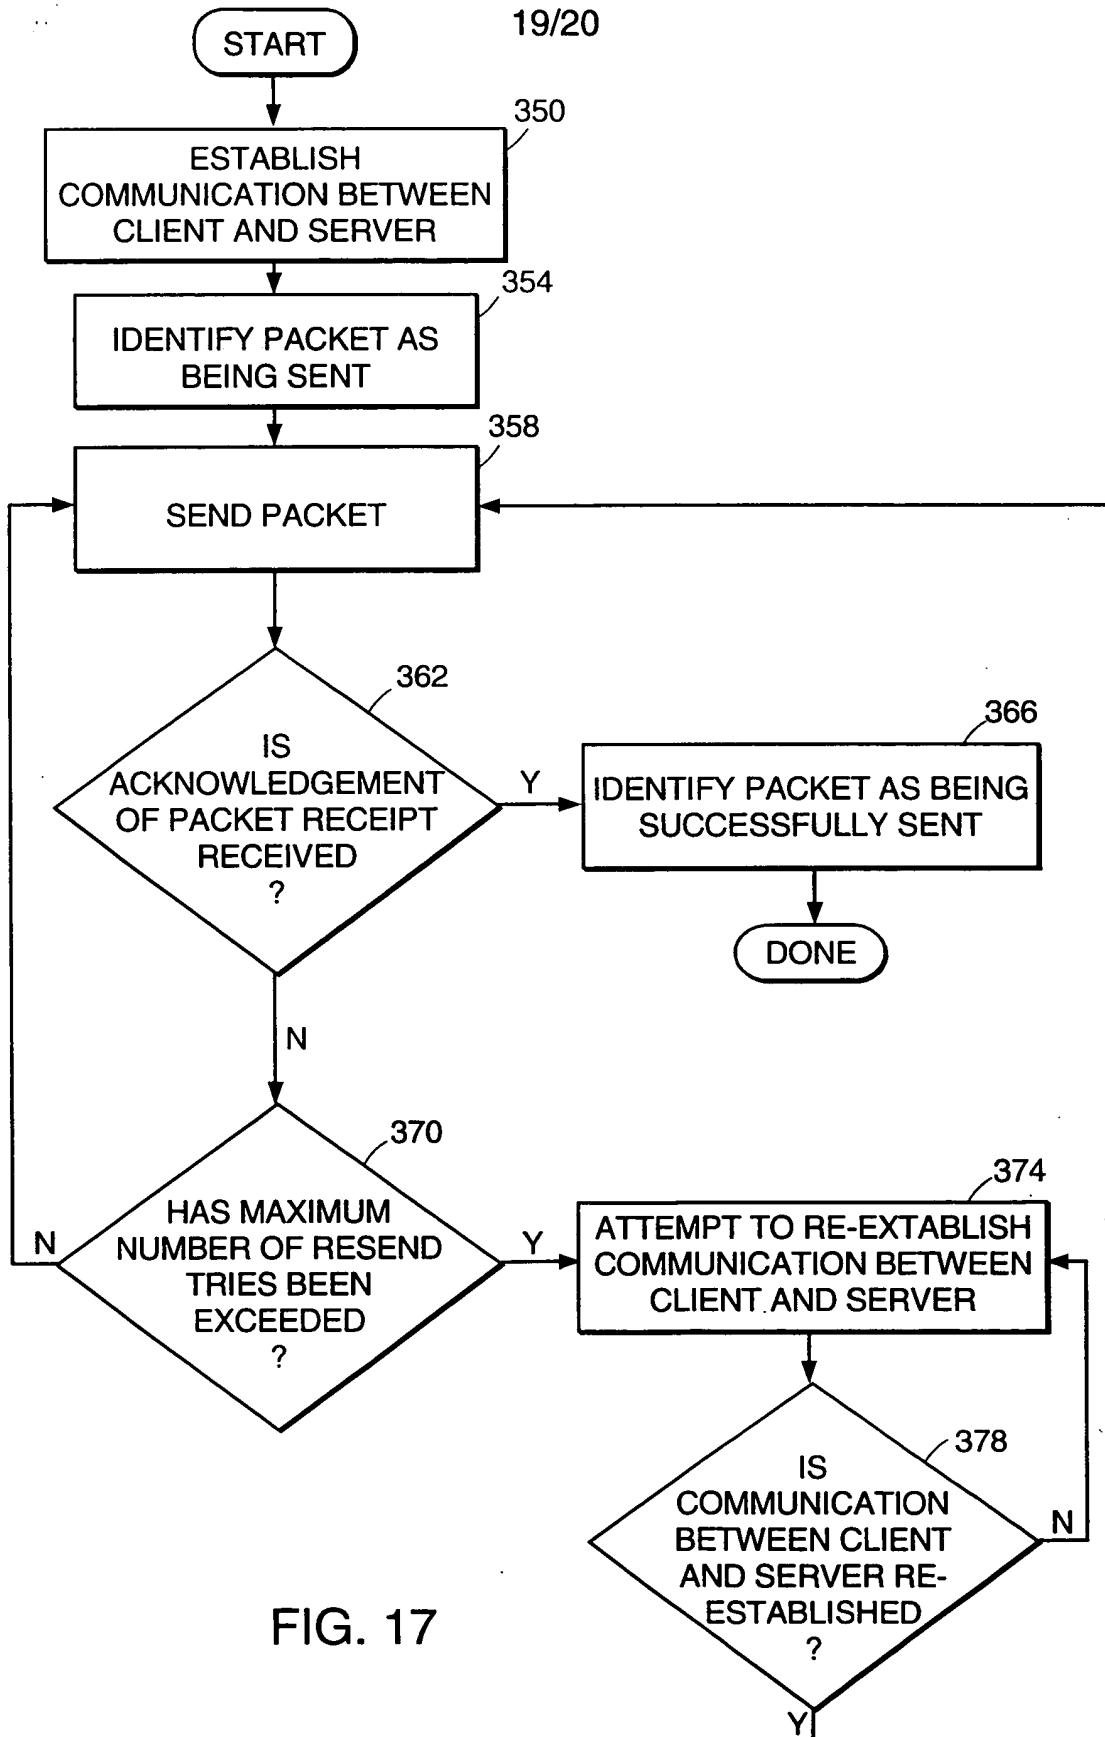 19/20
START
350
ESTABLISH
COMMUNICATION BETWEEN
CLIENT AND SERVER
354
IDENTIFY PACKET AS
BEING SENT
358
SEND PACKET
362
IS
ACKNOWLEDGEMENT
OF PACKET RECEIPT
RECEIVED
?
Y
366
IDENTIFY PACKET AS BEING
SUCCESSFULLY SENT
DONE
N
370
HAS MAXIMUM
NUMBER OF RESEND
TRIES BEEN
EXCEEDED
?
N
Y
374
ATTEMPT TO RE-EXTABLISH
COMMUNICATION BETWEEN
CLIENT AND SERVER
378
IS
COMMUNICATION
BETWEEN CLIENT
AND SERVER RE-
ESTABLISHED
?
N
Y
FIG. 17